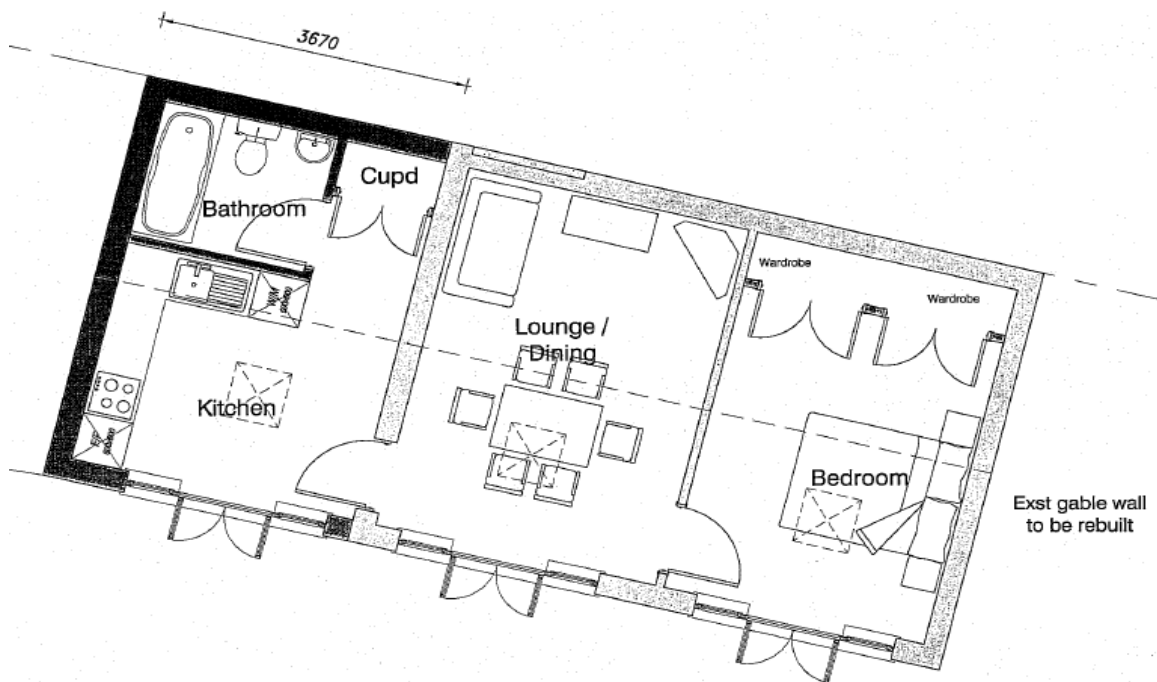 3670
Cupd
Bathroom
Wardrobe
Wardrobe
Lounge /
Dining
Kitchen
Bedroom
Exst gable wall
to be rebuilt